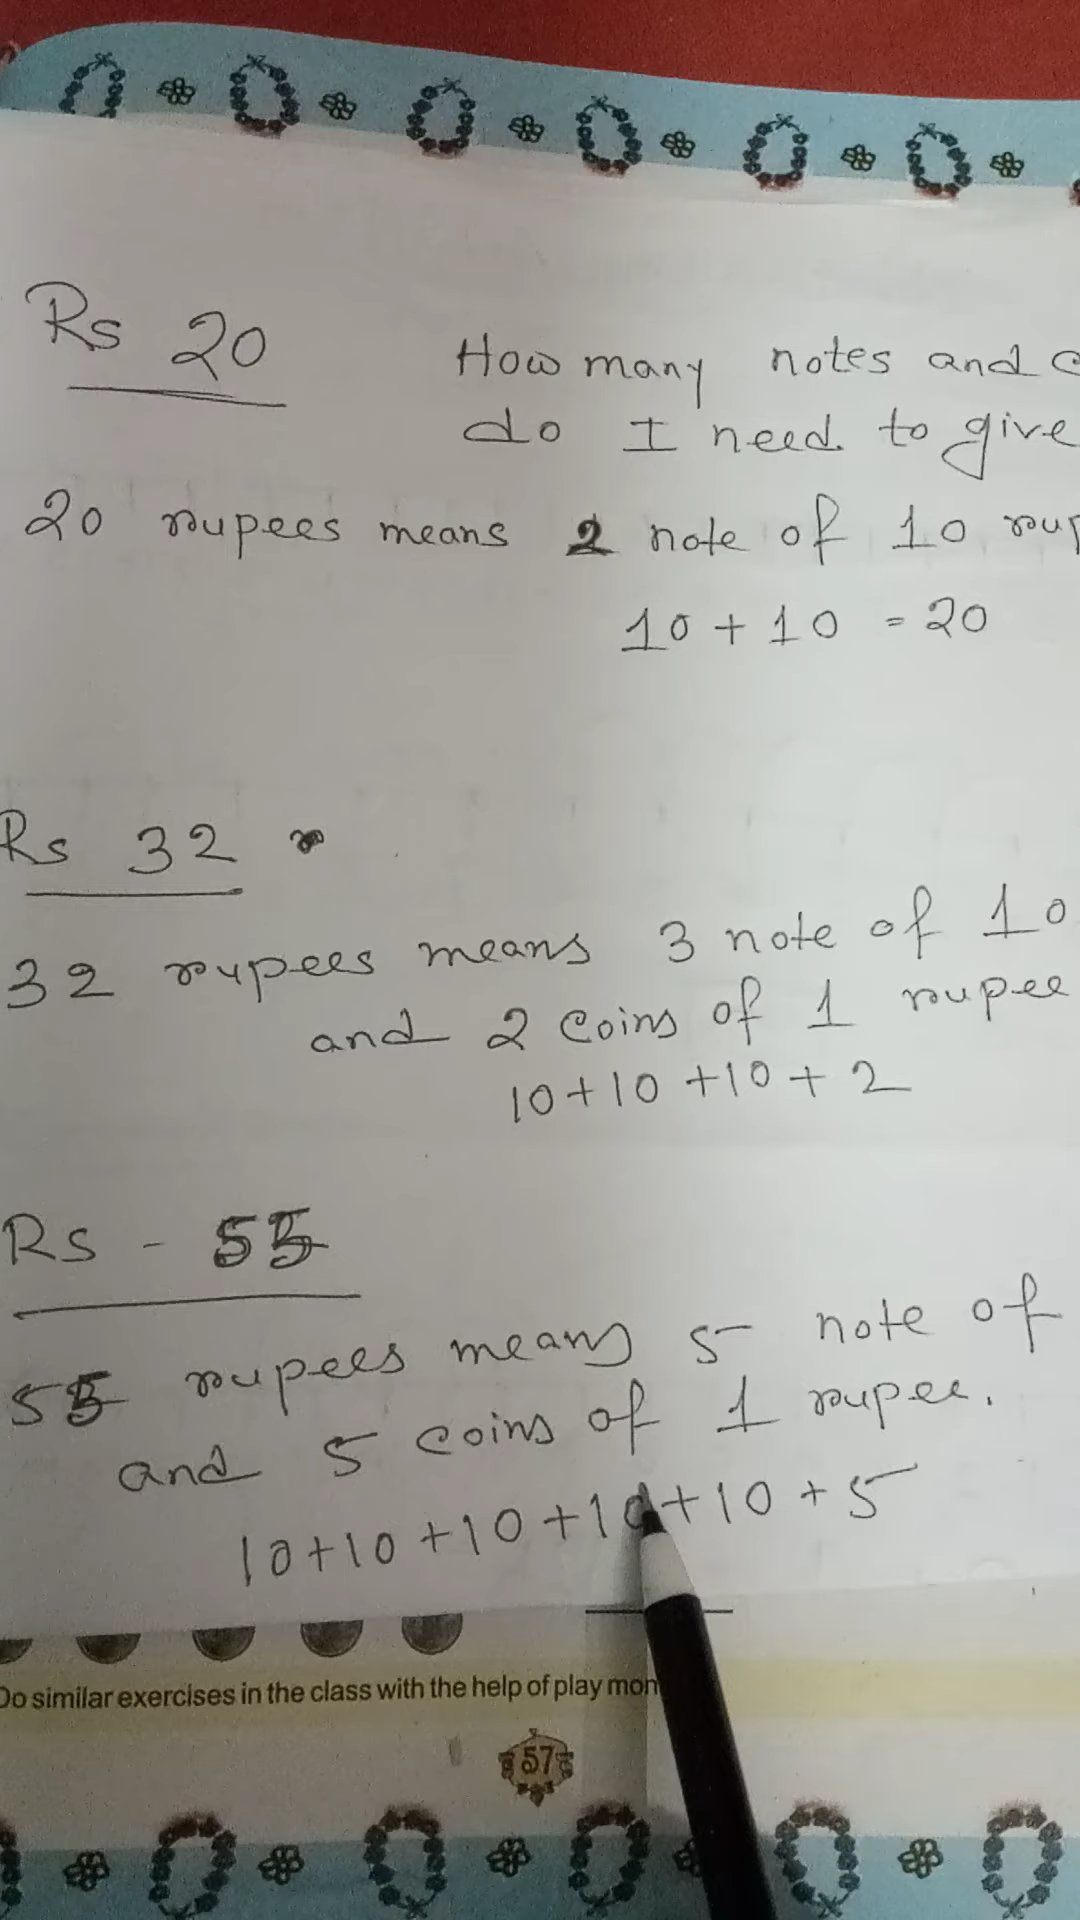 Rs 20
How many notes and
do I need to give
20 rupees means 2 note of 10
10 + 10 = 20
Rs 32
32 rupees means 3 note of 10
and 2 coins of 1 rupee
10+10+10+2
Rs - 55
55 rupees means 5 note of
and 5 coins of 1 rupee.
10+10+10+10+10+5
Do similar exercises in the class with the help of play
57